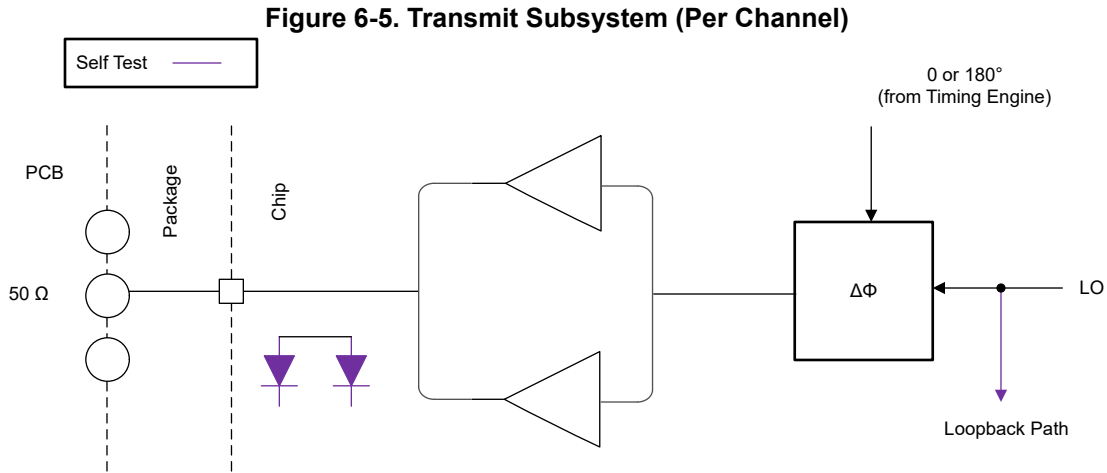 Figure 6-5. Transmit Subsystem (Per Channel)
Self Test
0 or 180°
(from Timing Engine)
PCB
Package
Chip
50 Ω
ΔΦ
LO
Loopback Path